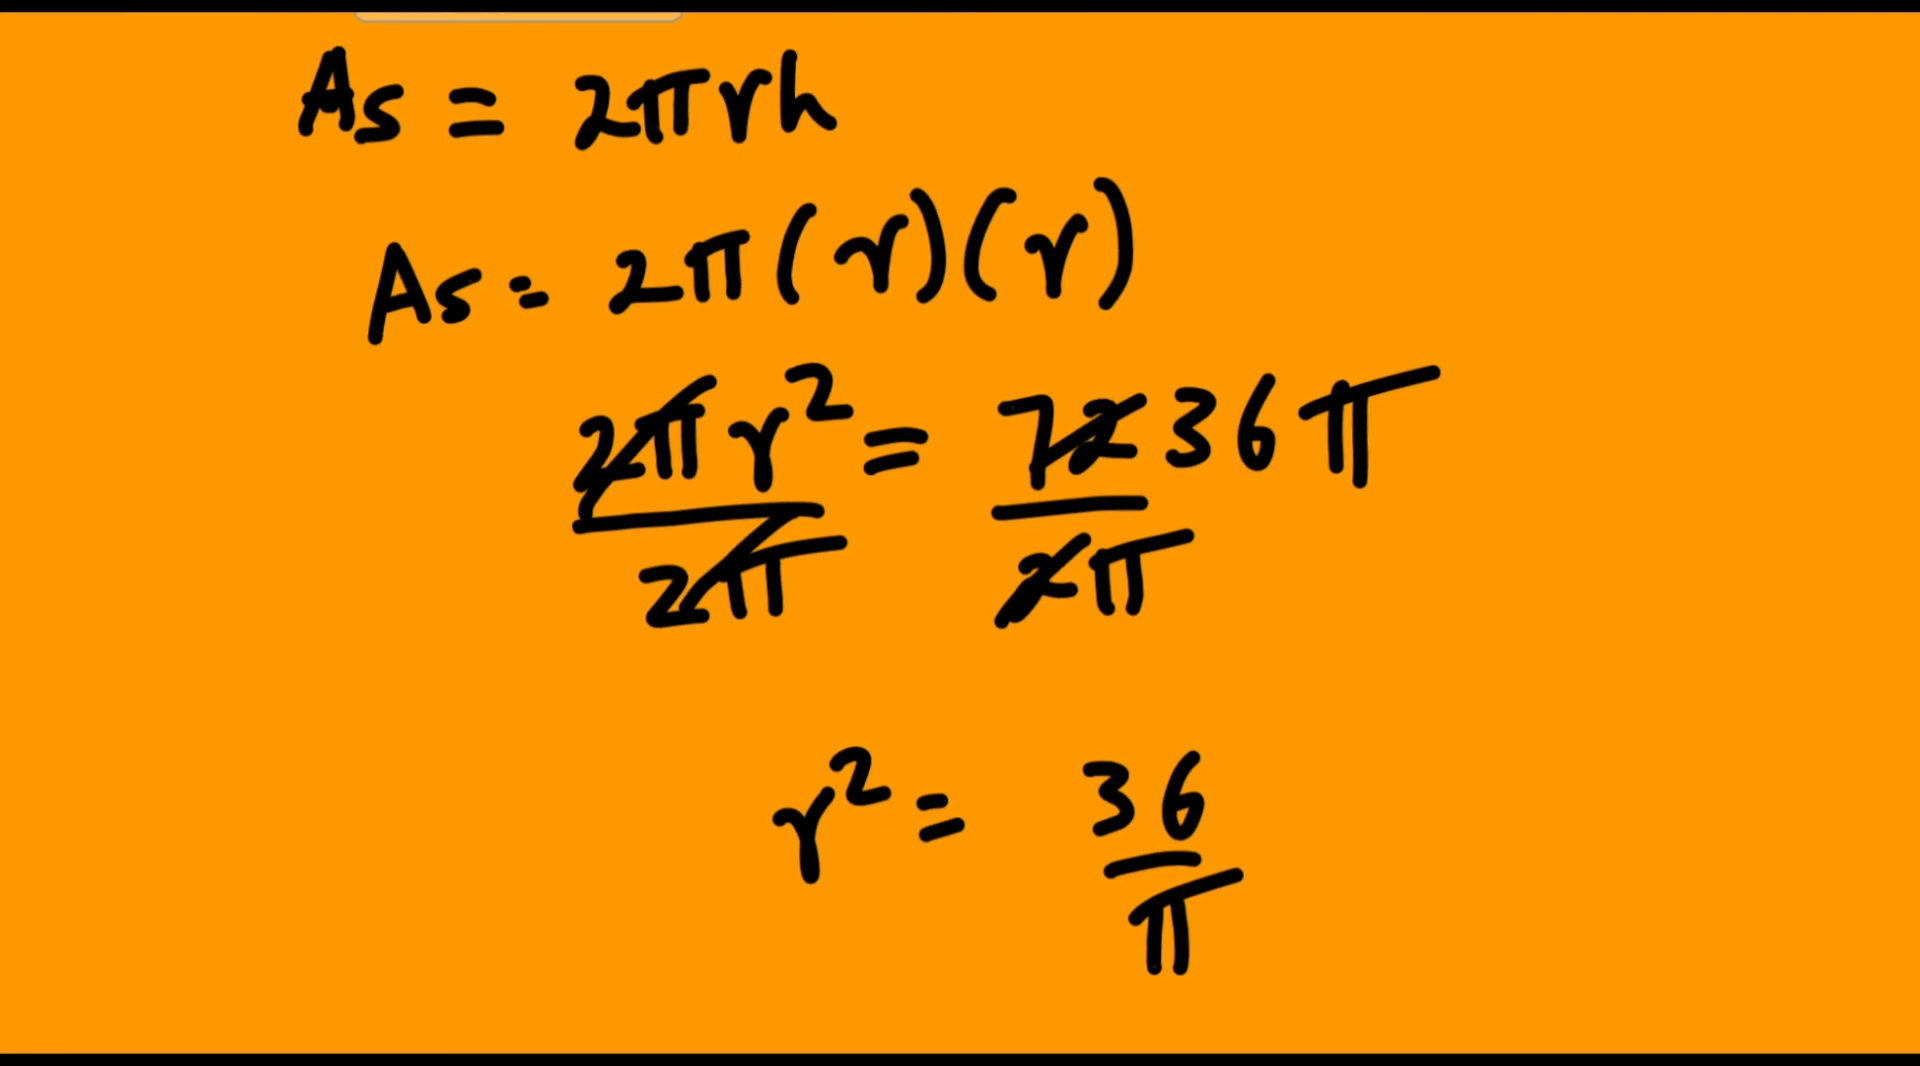 As = 2πrh
As = 2π(r)(r)
2πr² = 72 36π
2π 2π
r² = 36
π